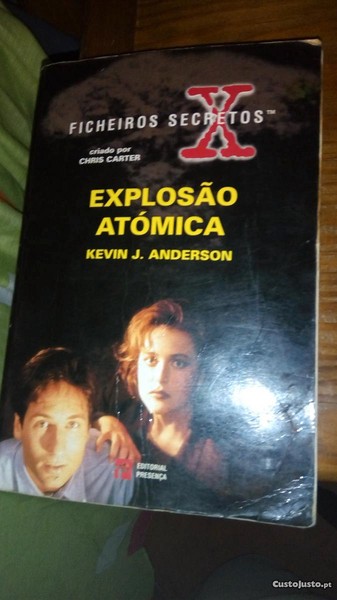 FICHEIROS SECRETOS™
X
criado por
CHRIS CARTER
EXPLOSÃO
ATÓMICA
KEVIN J. ANDERSON
EDITORIAL
PRESENÇA
CustoJusto.pt